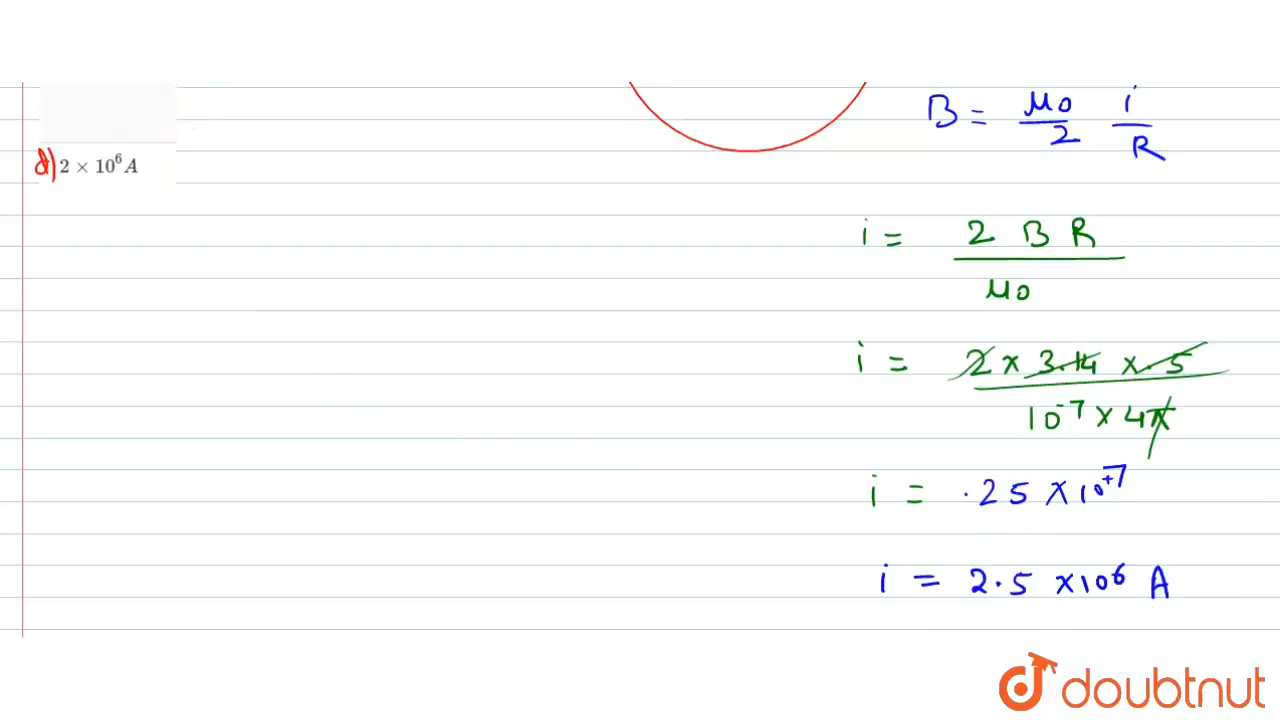 B = μ0/2 i/R
d) 2 × 10⁶ A
i = 2 B R / μ0
i = 2 × 3.14 × .5 / 10⁻⁷ × 4π
i = .25 × 10⁺⁷
i = 2.5 × 10⁶ A
doubtnut